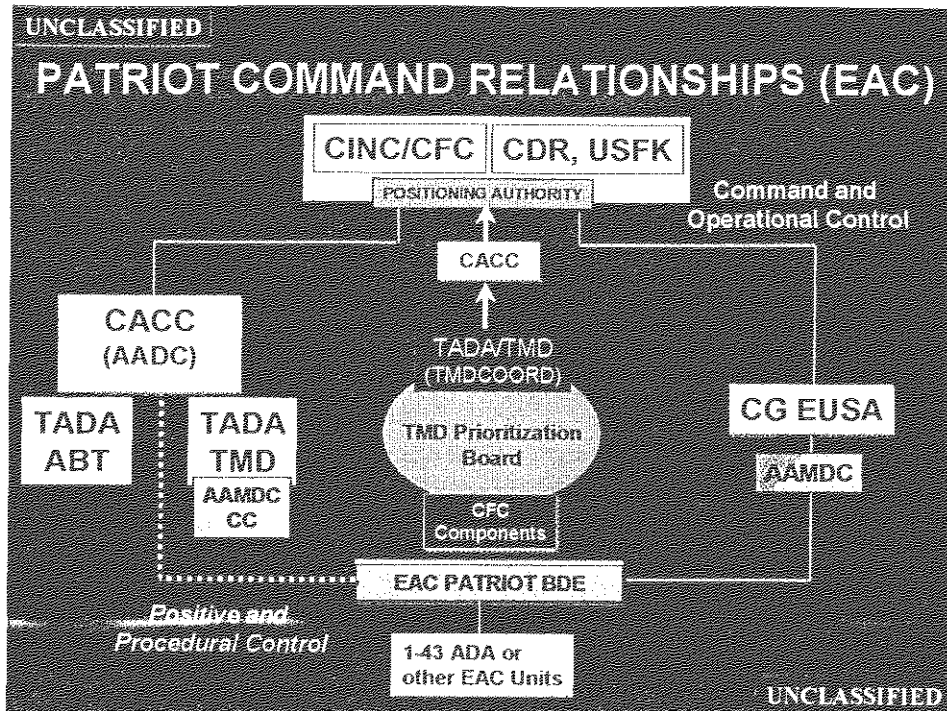 UNCLASSIFIED
PATRIOT COMMAND RELATIONSHIPS (EAC)
CINC/CFC
CDR, USFK
POSITIONING AUTHORITY
Command and
Operational Control
CACC
CACC
(AADC)
TADA
ABT
TADA
TMD
AAMDC
CC
TADA/TMD
(TMDCOORD)
TMD Prioritization
Board
CFC
Components
CG EUSA
AAMDC
EAC PATRIOT BDE
Positive and
Procedural Control
1-43 ADA or
other EAC Units
UNCLASSIFIED